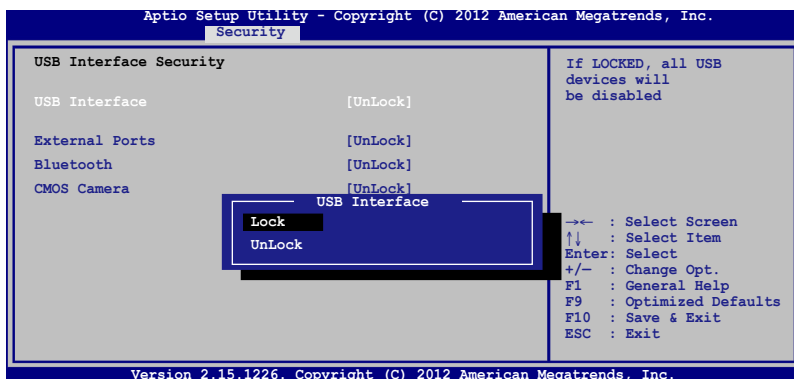 Aptio Setup Utility - Copyright (C) 2012 American Megatrends, Inc.
Security
USB Interface Security
USB Interface [UnLock]
External Ports [UnLock]
Bluetooth [UnLock]
CMOS Camera [UnLock]
USB Interface
Lock
UnLock
If LOCKED, all USB
devices will
be disabled
→← : Select Screen
↑↓ : Select Item
Enter: Select
+/— : Change Opt.
F1 : General Help
F9 : Optimized Defaults
F10 : Save & Exit
ESC : Exit
Version 2.15.1226. Copyright (C) 2012 American Megatrends, Inc.